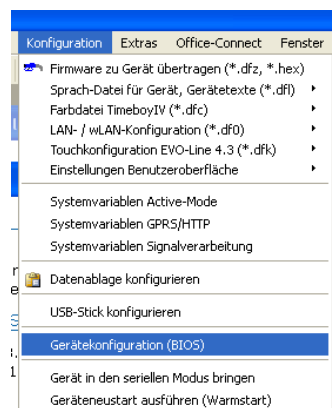 Konfiguration Extras Office-Connect Fenster
Firmware zu Gerät übertragen (*.dfz, *.hex)
Sprach-Datei für Gerät, Gerätetexte (*.dfl)
Farbdatei TimeboyIV (*.dfc)
LAN- / wLAN-Konfiguration (*.df0)
Touchkonfiguration EVO-Line 4.3 (*.dfk)
Einstellungen Benutzeroberfläche
Systemvariablen Active-Mode
Systemvariablen GPRS/HTTP
Systemvariablen Signalverarbeitung
Datenablage konfigurieren
USB-Stick konfigurieren
Gerätekonfiguration (BIOS)
Gerät in den seriellen Modus bringen
Geräteneustart ausführen (Warmstart)